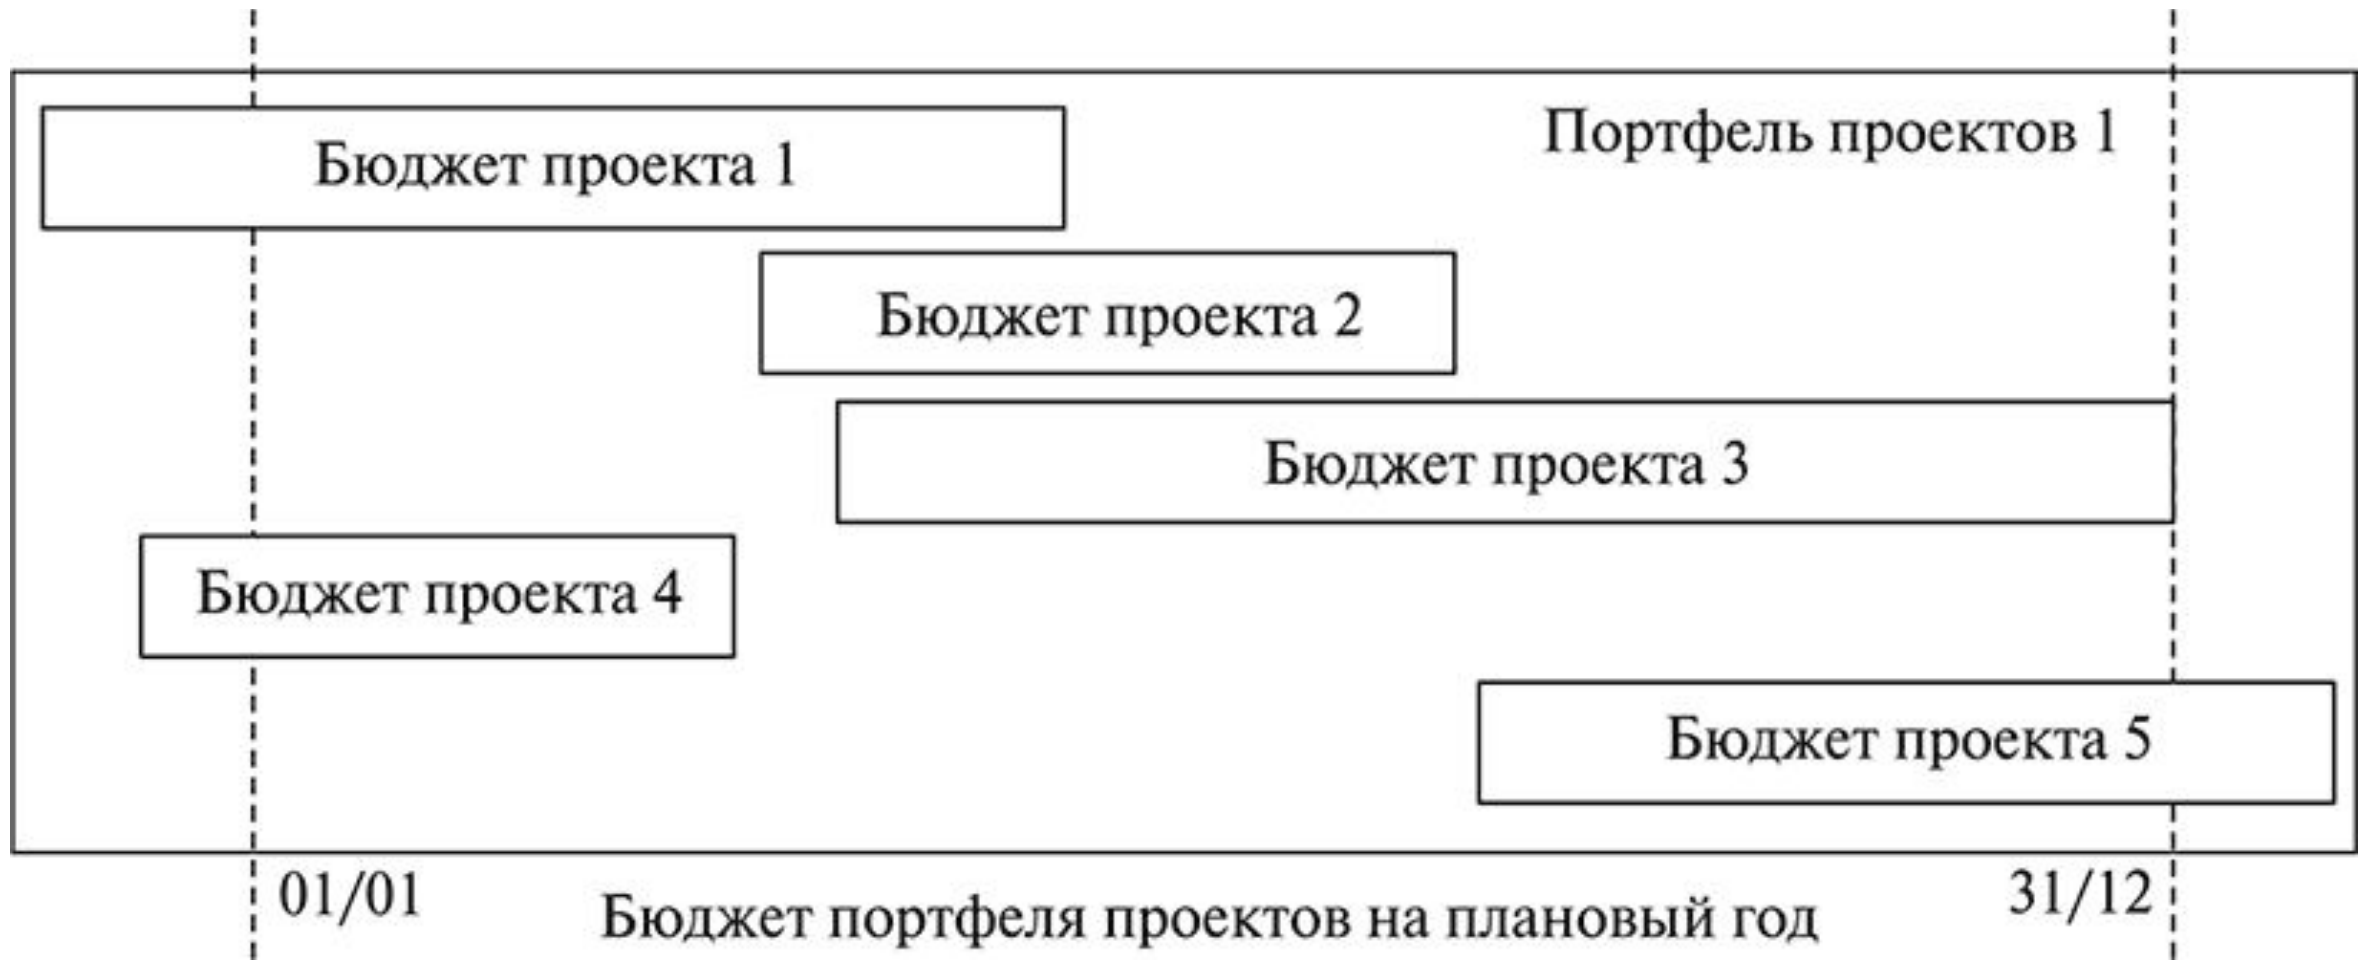 Портфель проектов 1
Бюджет проекта 1
Бюджет проекта 2
Бюджет проекта 3
Бюджет проекта 4
Бюджет проекта 5
01/01
31/12
Бюджет портфеля проектов на плановый год